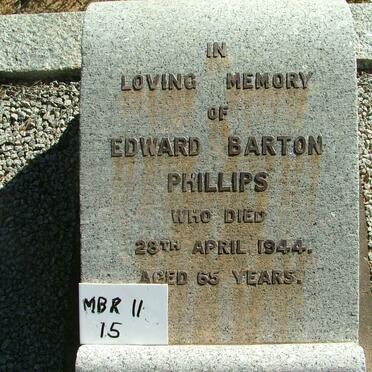 IN
LOVING MEMORY
OF
EDWARD BARTON
PHILLIPS
WHO DIED
28TH APRIL 1944.
AGED 65 YEARS.
MBR 11
15